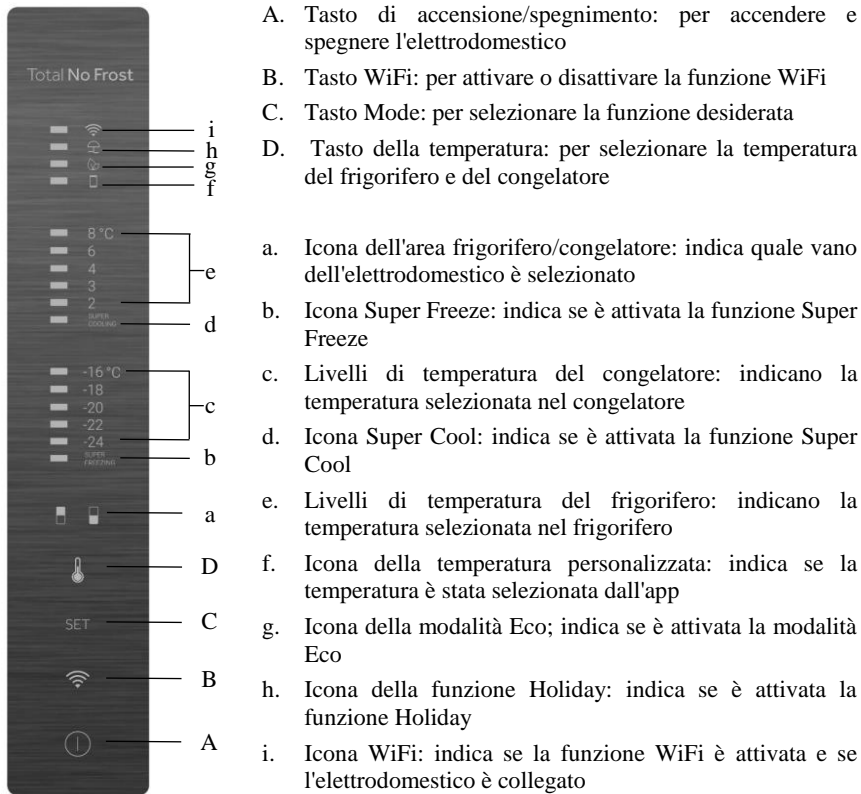 Total No Frost
i
h
g
f
8 °C
6
4
3
2
e
SUPER
COOLING
d
-16 °C
-18
-20
-22
-24
c
SUPER
FREEZING
b
a
D
SET
C
B
A
A. Tasto di accensione/spegnimento: per accendere e
spegnere l'elettrodomestico
B. Tasto WiFi: per attivare o disattivare la funzione WiFi
C. Tasto Mode: per selezionare la funzione desiderata
D. Tasto della temperatura: per selezionare la temperatura
del frigorifero e del congelatore
a. Icona dell'area frigorifero/congelatore: indica quale vano
dell'elettrodomestico è selezionato
b. Icona Super Freeze: indica se è attivata la funzione Super
Freeze
c. Livelli di temperatura del congelatore: indicano la
temperatura selezionata nel congelatore
d. Icona Super Cool: indica se è attivata la funzione Super
Cool
e. Livelli di temperatura del frigorifero: indicano la
temperatura selezionata nel frigorifero
f. Icona della temperatura personalizzata: indica se la
temperatura è stata selezionata dall'app
g. Icona della modalità Eco; indica se è attivata la modalità
Eco
h. Icona della funzione Holiday: indica se è attivata la
funzione Holiday
i. Icona WiFi: indica se la funzione WiFi è attivata e se
l'elettrodomestico è collegato